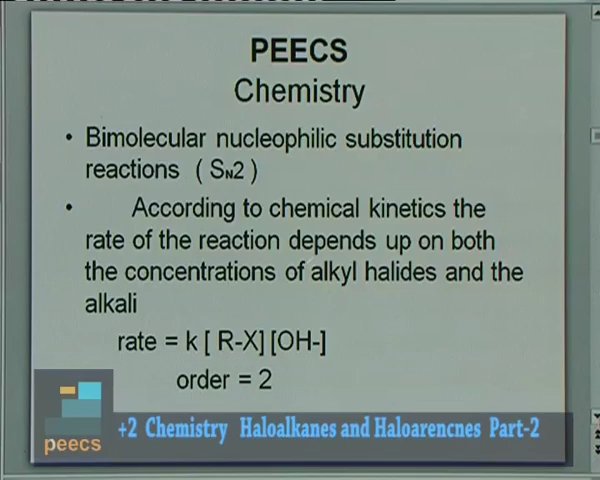 PEECS
Chemistry
• Bimolecular nucleophilic substitution
reactions ( SN2 )
• According to chemical kinetics the
rate of the reaction depends up on both
the concentrations of alkyl halides and the
alkali
rate = k [ R-X] [OH-]
order = 2
peecs
+2 Chemistry Haloalkanes and Haloarencnes Part-2